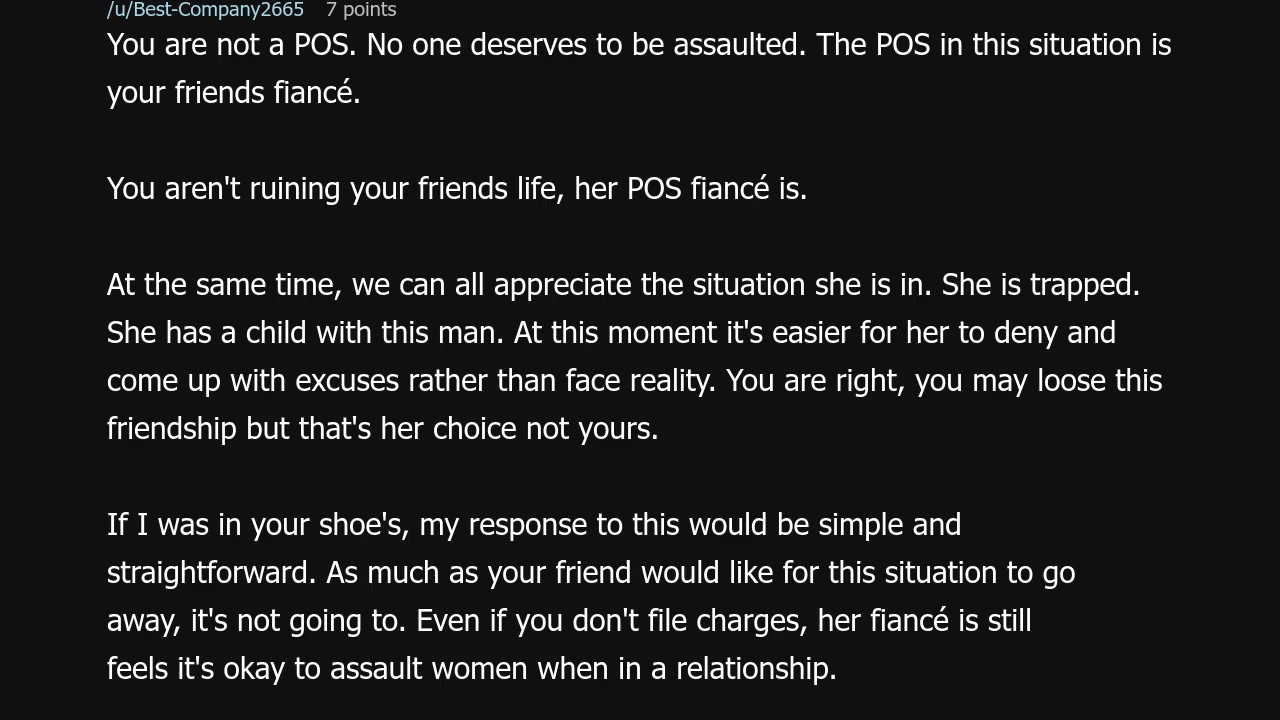 /u/Best-Company2665 7 points
You are not a POS. No one deserves to be assaulted. The POS in this situation is
your friends fiancé.
You aren't ruining your friends life, her POS fiancé is.
At the same time, we can all appreciate the situation she is in. She is trapped.
She has a child with this man. At this moment it's easier for her to deny and
come up with excuses rather than face reality. You are right, you may loose this
friendship but that's her choice not yours.
If I was in your shoe's, my response to this would be simple and
straightforward. As much as your friend would like for this situation to go
away, it's not going to. Even if you don't file charges, her fiancé is still
feels it's okay to assault women when in a relationship.